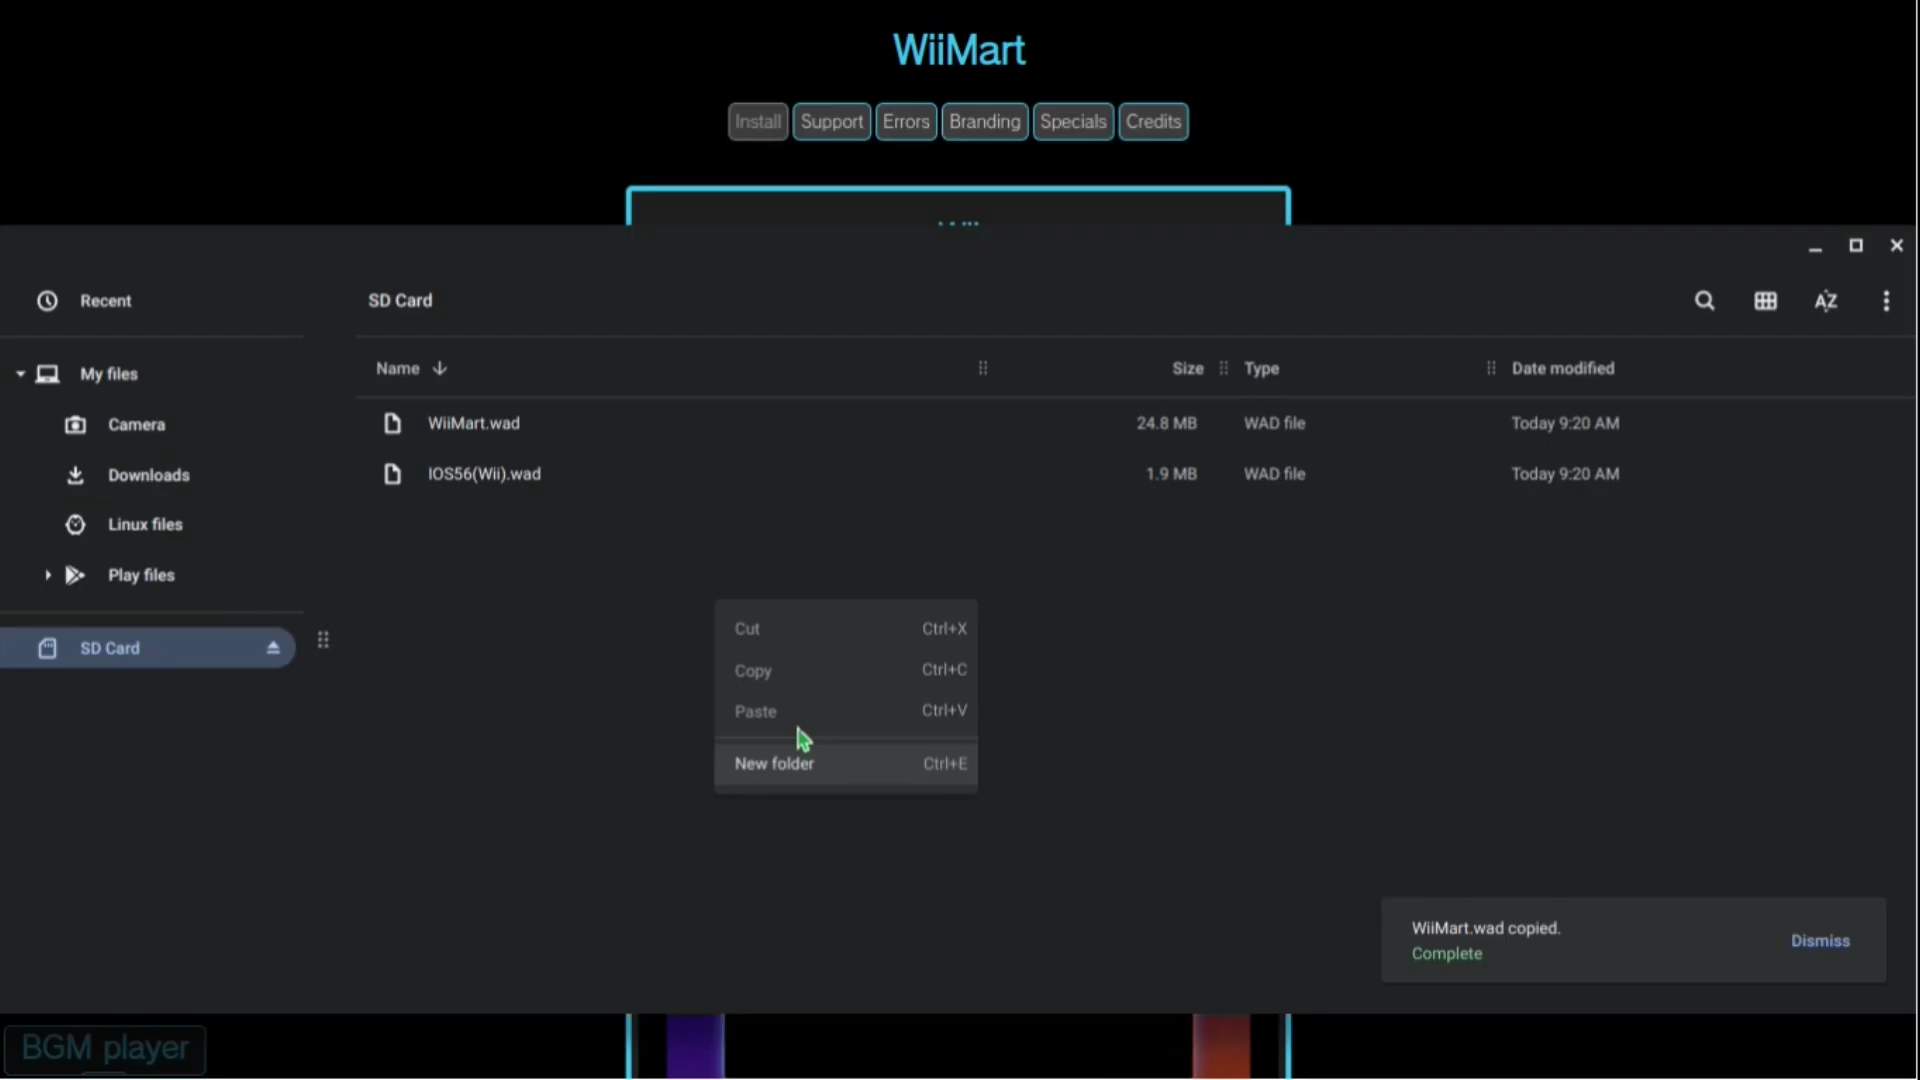 WiiMart
Install Support Errors Branding Specials Credits
Recent
SD Card
My files
Camera
Downloads
Linux files
Play files
SD Card
Name Size Type Date modified
WiiMart.wad 24.8 MB WAD file Today 9:20 AM
IOS56(Wii).wad 1.9 MB WAD file Today 9:20 AM
Cut Ctrl+X
Copy Ctrl+C
Paste Ctrl+V
New folder Ctrl+E
WiiMart.wad copied.
Complete
Dismiss
BGM player